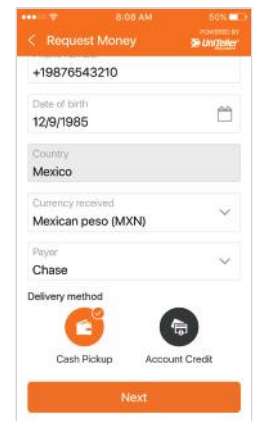 8:08 AM
50%
Request Money
POWERED BY
UniTeller
+19876543210
Date of birth
12/9/1985
Country
Mexico
Currency received
Mexican peso (MXN)
Payer
Chase
Delivery method
Cash Pickup Account Credit
Next